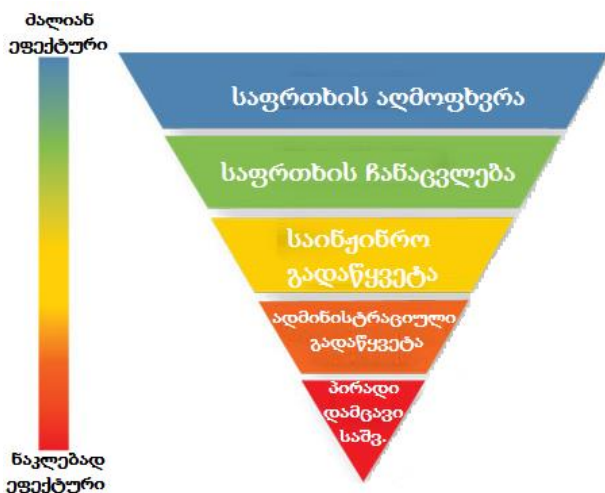 ძალიან
ეფექტური
საფრთხის აღმოფხვრა
საფრთხის ჩანაცვლება
საინჟინრო
გადაწყვეტა
ადმინისტრაციული
გადაწყვეტა
პირადი
დამცავი
საშვ.
ნაკლებად
ეფექტური